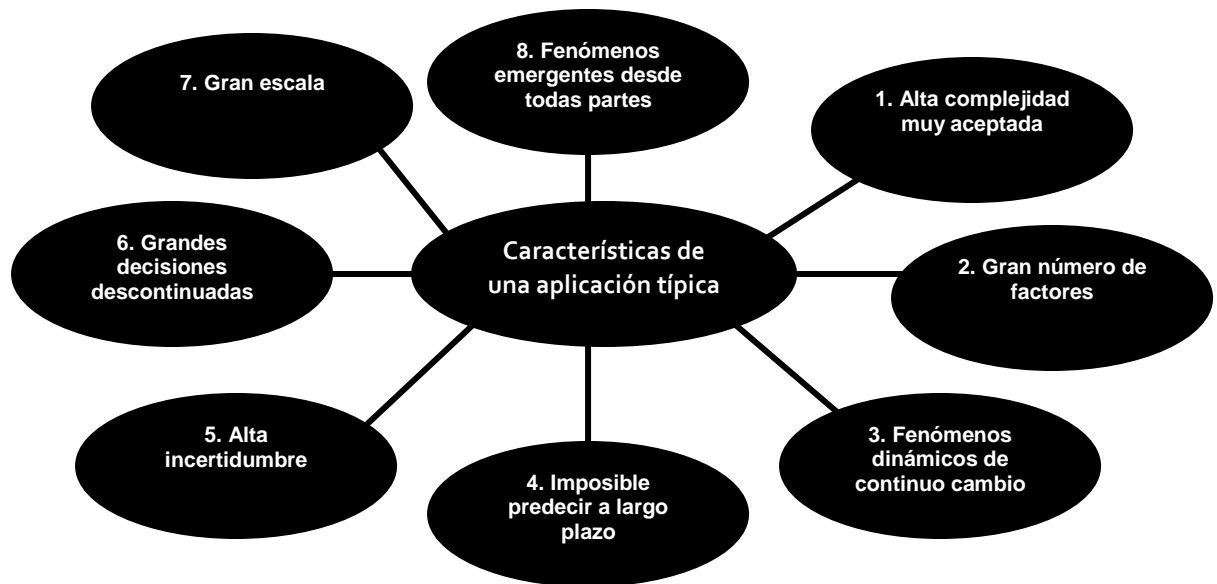 8. Fenómenos
emergentes desde
todas partes
7. Gran escala
1. Alta complejidad
muy aceptada
Características de
una aplicación típica
6. Grandes
decisiones
descontinuadas
2. Gran número de
factores
5. Alta
incertidumbre
3. Fenómenos
dinámicos de
continuo cambio
4. Imposible
predecir a largo
plazo